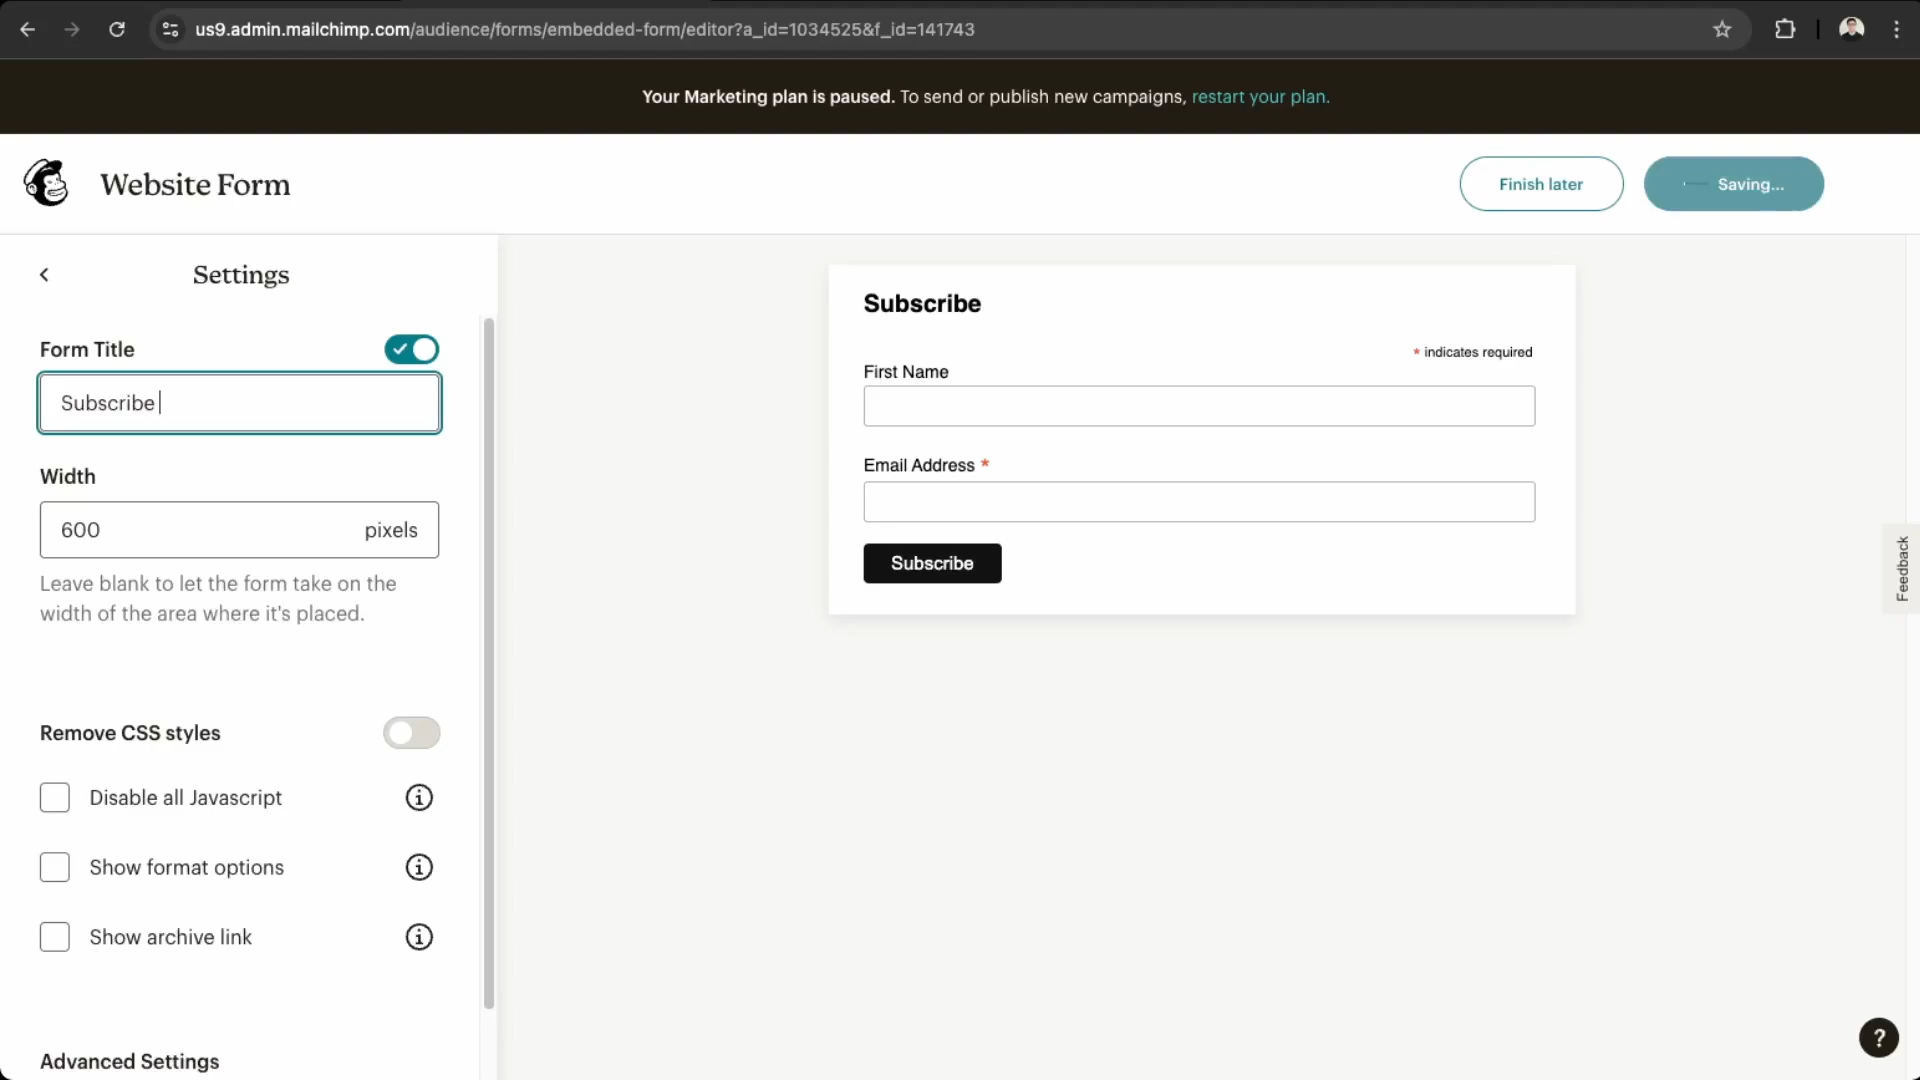 us9.admin.mailchimp.com/audience/forms/embedded-form/editor?a_id=1034525&f_id=141743
Your Marketing plan is paused. To send or publish new campaigns, restart your plan.
Website Form
Finish later
Saving...
Settings
Form Title
Subscribe
Width
600 pixels
Leave blank to let the form take on the
width of the area where it's placed.
Remove CSS styles
Disable all Javascript
Show format options
Show archive link
Advanced Settings
Subscribe
* indicates required
First Name
Email Address *
Subscribe
Feedback
?